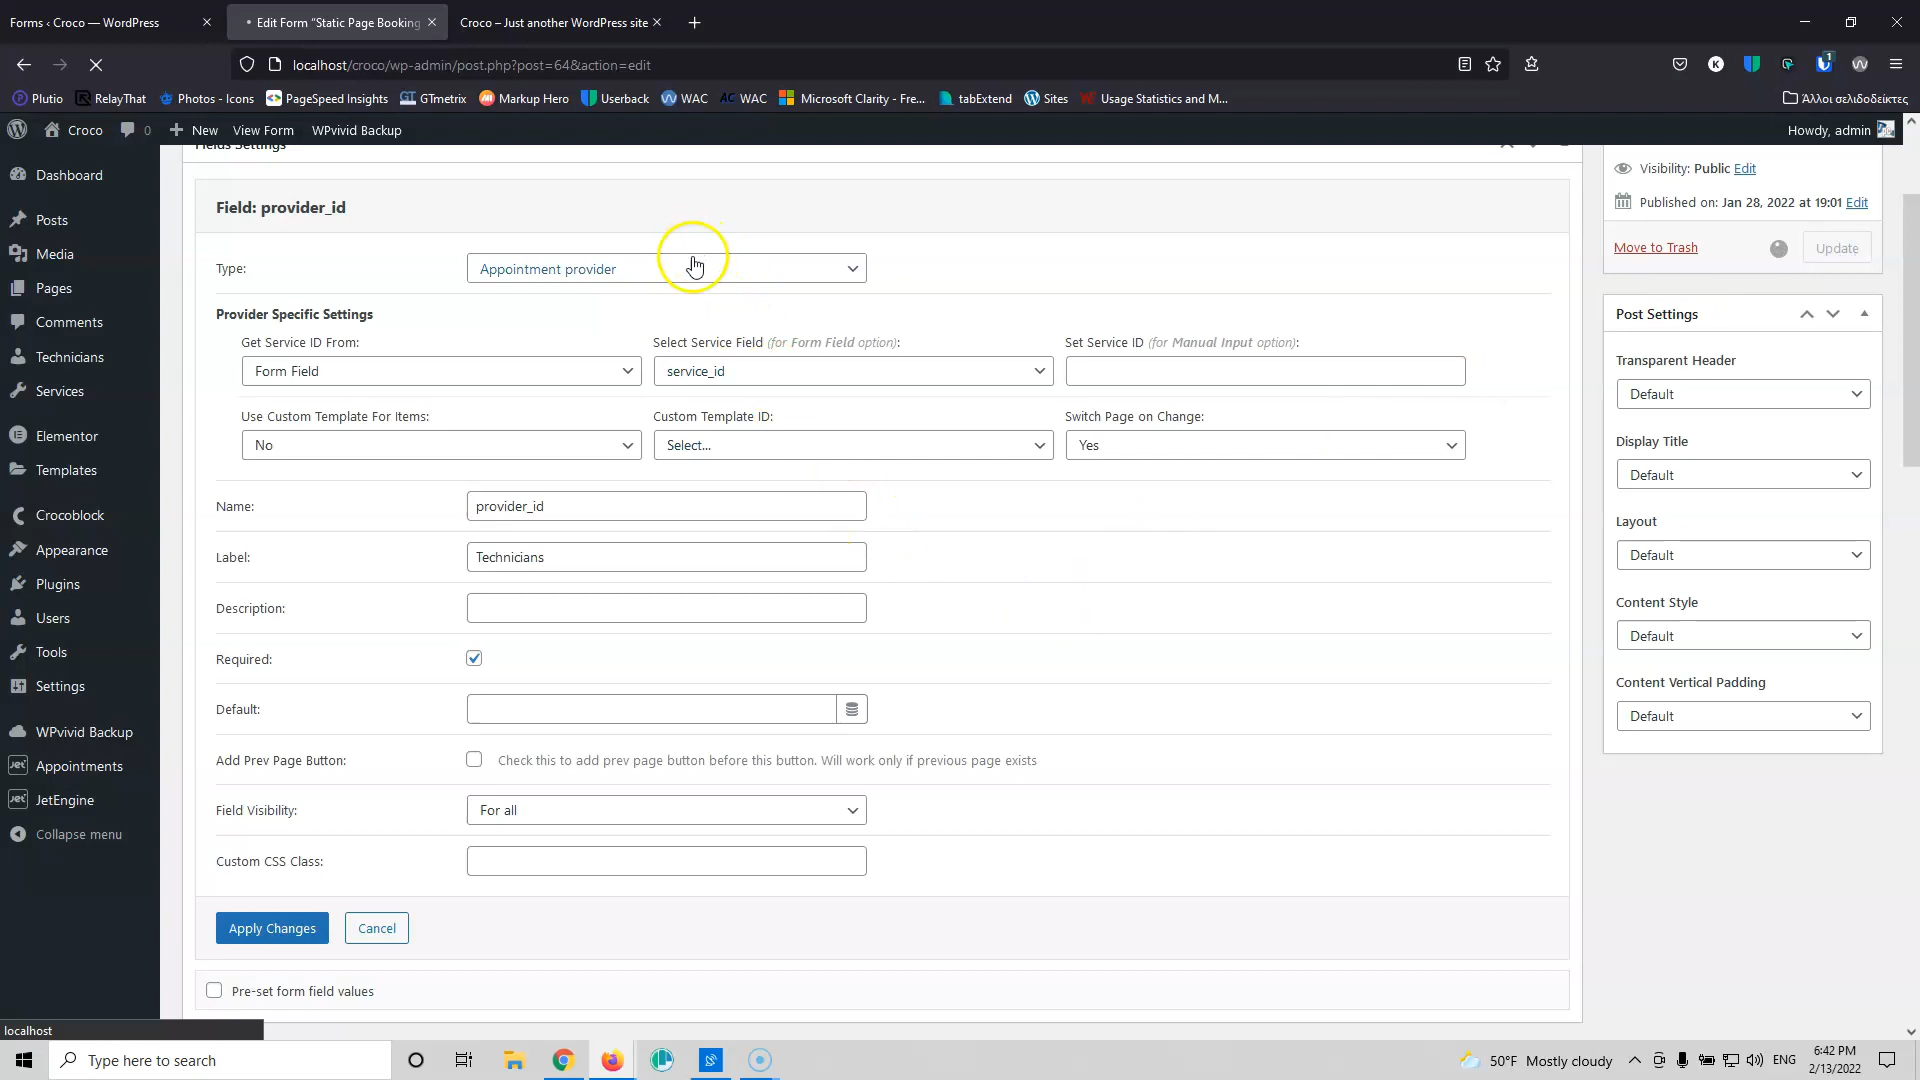 Forms ‹ Croco — WordPress
Edit Form “Static Page Booking
Croco – Just another WordPress site
localhost/croco/wp-admin/post.php?post=64&action=edit
Plutio
RelayThat
Photos - Icons
PageSpeed Insights
GTmetrix
Markup Hero
Userback
WAC
WAC
Microsoft Clarity - Fre...
tabExtend
Sites
Usage Statistics and M...
Άλλοι σελιδοδείκτες
Croco
0
New
View Form
WPvivid Backup
Howdy, admin
Dashboard
Posts
Media
Pages
Comments
Technicians
Services
Elementor
Templates
Crocoblock
Appearance
Plugins
Users
Tools
Settings
WPvivid Backup
Appointments
JetEngine
Collapse menu
Fields Settings
Field: provider_id
Type:
Appointment provider
Provider Specific Settings
Get Service ID From:
Select Service Field (for Form Field option):
Set Service ID (for Manual Input option):
Form Field
service_id
Use Custom Template For Items:
Custom Template ID:
Switch Page on Change:
No
Select...
Yes
Name:
provider_id
Label:
Technicians
Description:
Required:
Default:
Add Prev Page Button:
Check this to add prev page button before this button. Will work only if previous page exists
Field Visibility:
For all
Custom CSS Class:
Apply Changes
Cancel
Pre-set form field values
Visibility: Public Edit
Published on: Jan 28, 2022 at 19:01 Edit
Move to Trash
Update
Post Settings
Transparent Header
Default
Display Title
Default
Layout
Default
Content Style
Default
Content Vertical Padding
Default
localhost
Type here to search
50°F Mostly cloudy
ENG
6:42 PM
2/13/2022